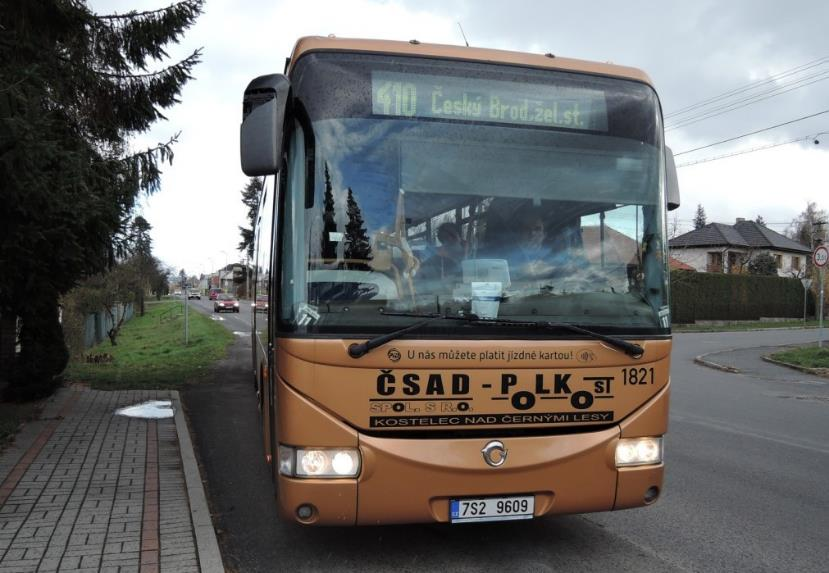 410 Český Brod,žel.st.
U nás můžete platit jízdné kartou!
ČSAD - POLKOST
SPOL. S R.O.
1821
KOSTELEC NAD ČERNÝMI LESY
7S2 9609